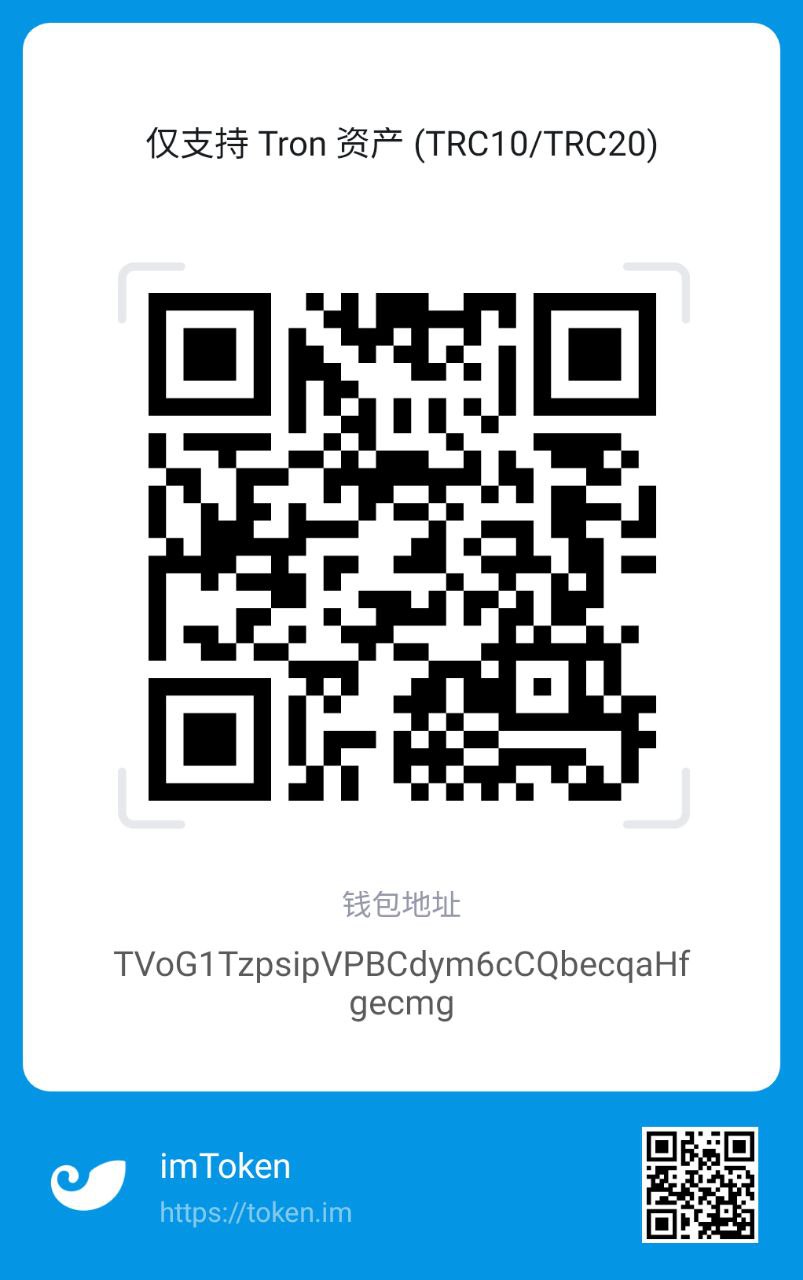 仅支持 Tron 资产 (TRC10/TRC20)
钱包地址
TVoG1TzpsipVPBCdym6cCQbecqaHf
gecmg
imToken
https://token.im